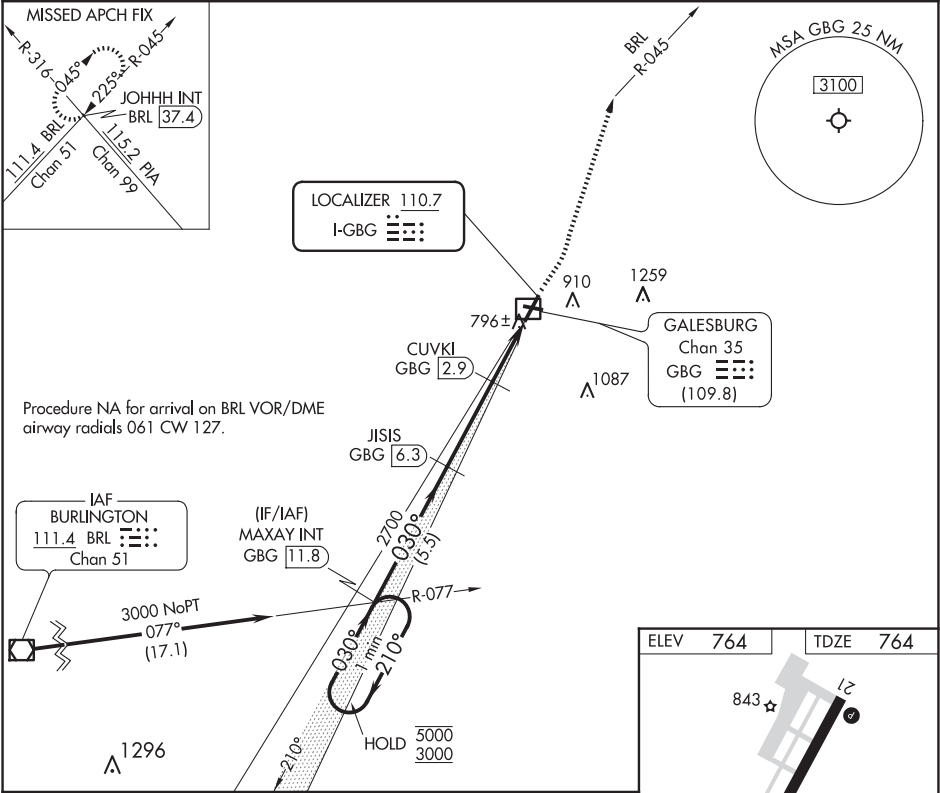 MISSED APCH FIX
R-316
045°
R-045
225°
JOHHH INT
BRL 37.4
111.4 BRL
Chan 51
115.2 PIA
Chan 99
BRL
R-045
MSA GBG 25 NM
3100
LOCALIZER 110.7
I-GBG
910
1259
796±
GALESBURG
Chan 35
GBG
(109.8)
CUVKI
GBG 2.9
1087
Procedure NA for arrival on BRL VOR/DME
airway radials 061 CW 127.
JISIS
GBG 6.3
IAF
BURLINGTON
111.4 BRL
Chan 51
(IF/IAF)
MAXAY INT
GBG 11.8
2700
030°
(5.5)
3000 NoPT
077°
(17.1)
R-077
030°
1 min
210°
HOLD 5000
3000
210°
1296
ELEV 764
TDZE 764
843
21
P